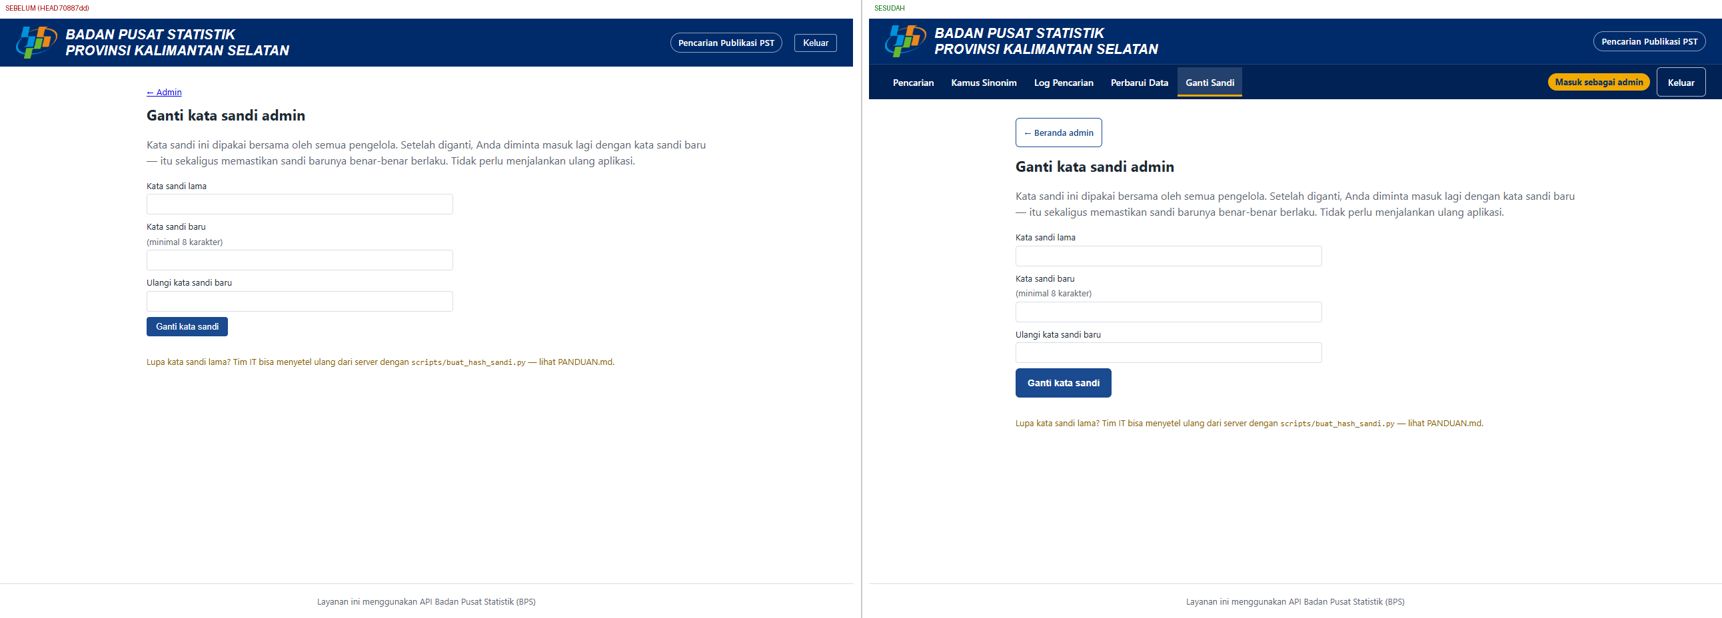 SEBELUM (HEAD 70887dd)
BADAN PUSAT STATISTIK
PROVINSI KALIMANTAN SELATAN
Pencarian Publikasi PST
Keluar
← Admin
Ganti kata sandi admin
Kata sandi ini dipakai bersama oleh semua pengelola. Setelah diganti, Anda diminta masuk lagi dengan kata sandi baru
— itu sekaligus memastikan sandi barunya benar-benar berlaku. Tidak perlu menjalankan ulang aplikasi.
Kata sandi lama
Kata sandi baru
(minimal 8 karakter)
Ulangi kata sandi baru
Ganti kata sandi
Lupa kata sandi lama? Tim IT bisa menyetel ulang dari server dengan scripts/buat_hash_sandi.py — lihat PANDUAN.md.
Layanan ini menggunakan API Badan Pusat Statistik (BPS)
SESUDAH
BADAN PUSAT STATISTIK
PROVINSI KALIMANTAN SELATAN
Pencarian Publikasi PST
Pencarian Kamus Sinonim Log Pencarian Perbarui Data Ganti Sandi Masuk sebagai admin Keluar
← Beranda admin
Ganti kata sandi admin
Kata sandi ini dipakai bersama oleh semua pengelola. Setelah diganti, Anda diminta masuk lagi dengan kata sandi baru
— itu sekaligus memastikan sandi barunya benar-benar berlaku. Tidak perlu menjalankan ulang aplikasi.
Kata sandi lama
Kata sandi baru
(minimal 8 karakter)
Ulangi kata sandi baru
Ganti kata sandi
Lupa kata sandi lama? Tim IT bisa menyetel ulang dari server dengan scripts/buat_hash_sandi.py — lihat PANDUAN.md.
Layanan ini menggunakan API Badan Pusat Statistik (BPS)